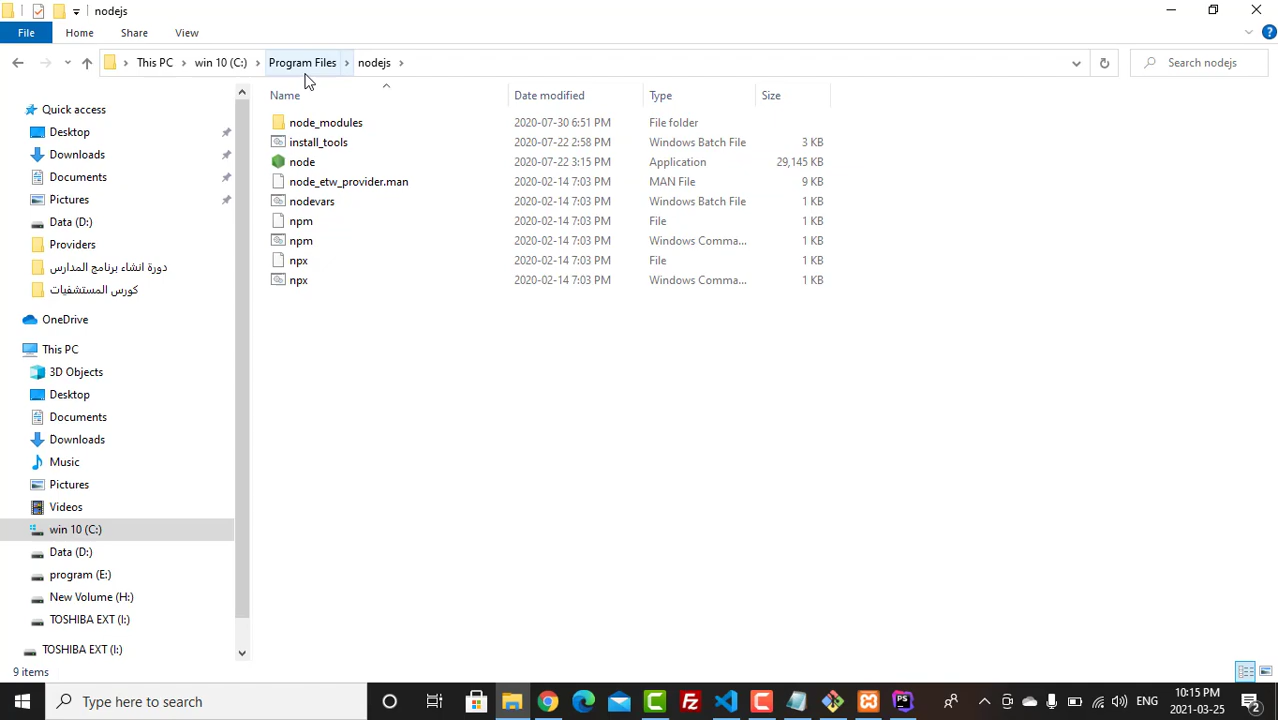 nodejs
File Home Share View
This PC win 10 (C:) Program Files nodejs Search nodejs
Name Date modified Type Size
node_modules 2020-07-30 6:51 PM File folder
install_tools 2020-07-22 2:58 PM Windows Batch File 3 KB
node 2020-07-22 3:15 PM Application 29,145 KB
node_etw_provider.man 2020-02-14 7:03 PM MAN File 9 KB
nodevars 2020-02-14 7:03 PM Windows Batch File 1 KB
npm 2020-02-14 7:03 PM File 1 KB
npm 2020-02-14 7:03 PM Windows Comma... 1 KB
npx 2020-02-14 7:03 PM File 1 KB
npx 2020-02-14 7:03 PM Windows Comma... 1 KB
Quick access
Desktop
Downloads
Documents
Pictures
Data (D:)
Providers
دورة انشاء برنامج المدارس
كورس المستشفيات
OneDrive
This PC
3D Objects
Desktop
Documents
Downloads
Music
Pictures
Videos
win 10 (C:)
Data (D:)
program (E:)
New Volume (H:)
TOSHIBA EXT (I:)
TOSHIBA EXT (I:)
9 items
Type here to search
ENG
10:15 PM
2021-03-25
2